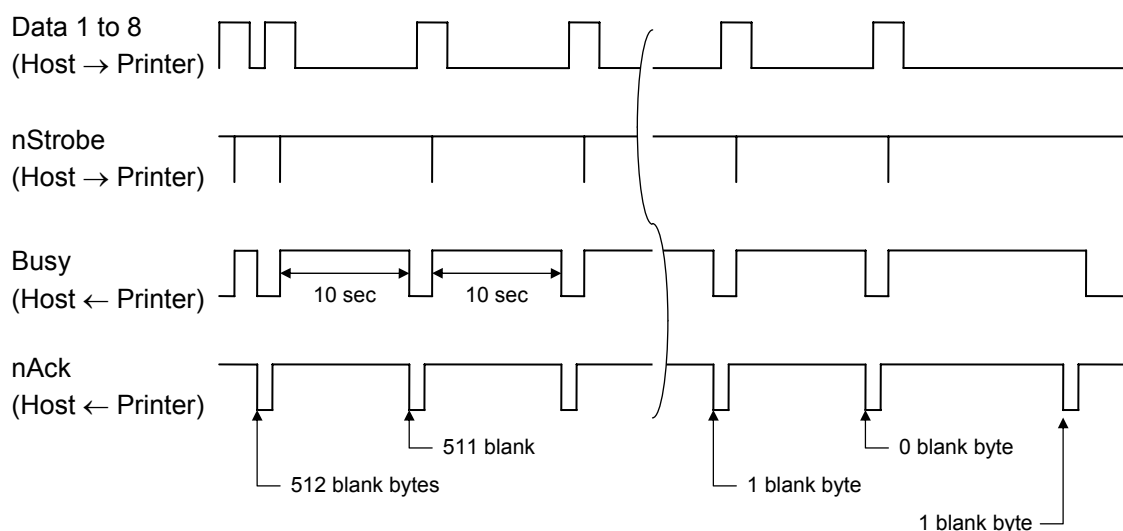 Data 1 to 8
(Host → Printer)
nStrobe
(Host → Printer)
Busy
(Host ← Printer)
10 sec
10 sec
nAck
(Host ← Printer)
511 blank
0 blank byte
512 blank bytes
1 blank byte
1 blank byte